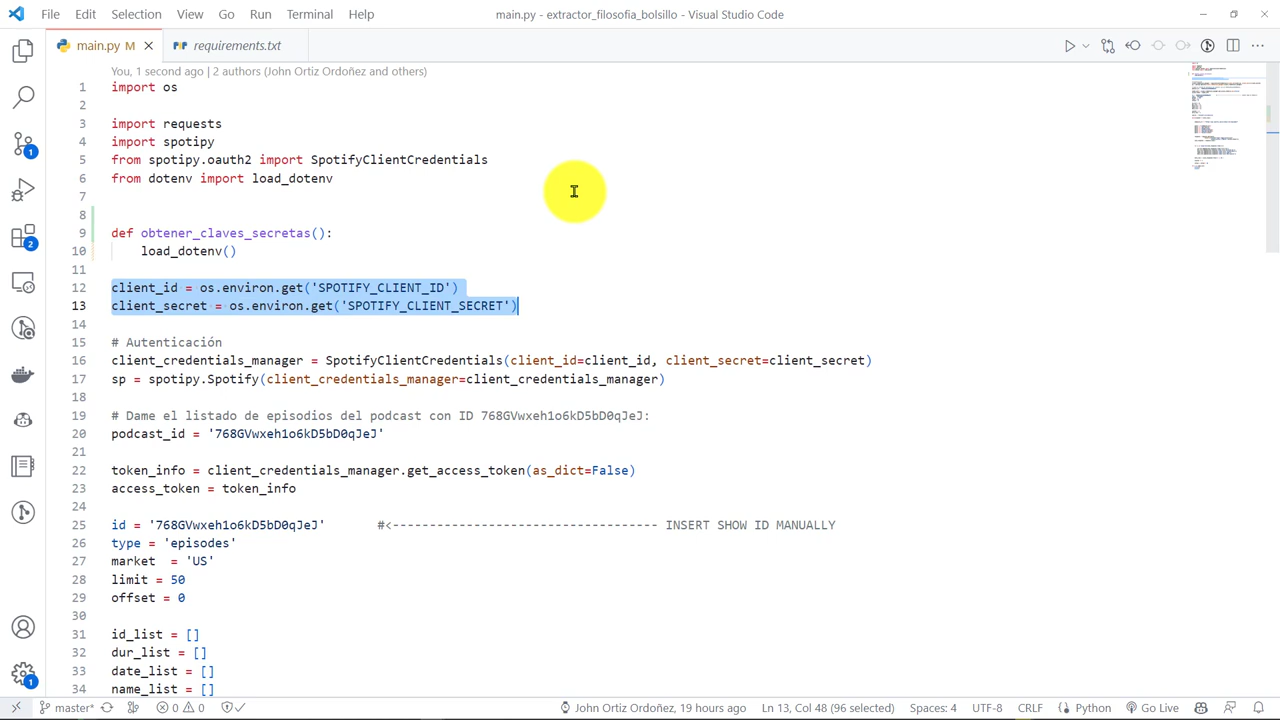 File Edit Selection View Go Run Terminal Help
main.py - extractor_filosofia_bolsillo - Visual Studio Code
main.py M
requirements.txt
You, 1 second ago | 2 authors (John Ortiz Ordoñez and others)
1 import os
2
3 import requests
4 import spotipy
5 from spotipy.oauth2 import SpotifyClientCredentials
6 from dotenv import load_dotenv
7
8
9 def obtener_claves_secretas():
10 load_dotenv()
11
12 client_id = os.environ.get('SPOTIFY_CLIENT_ID')
13 client_secret = os.environ.get('SPOTIFY_CLIENT_SECRET')
14
15 # Autenticación
16 client_credentials_manager = SpotifyClientCredentials(client_id=client_id, client_secret=client_secret)
17 sp = spotipy.Spotify(client_credentials_manager=client_credentials_manager)
18
19 # Dame el listado de episodios del podcast con ID 768GVwxeh1o6kD5bD0qJeJ:
20 podcast_id = '768GVwxeh1o6kD5bD0qJeJ'
21
22 token_info = client_credentials_manager.get_access_token(as_dict=False)
23 access_token = token_info
24
25 id = '768GVwxeh1o6kD5bD0qJeJ' #<----------------------------------- INSERT SHOW ID MANUALLY
26 type = 'episodes'
27 market = 'US'
28 limit = 50
29 offset = 0
30
31 id_list = []
32 dur_list = []
33 date_list = []
34 name_list = []
1
2
1
master* 0 0 John Ortiz Ordoñez, 19 hours ago Ln 13, Col 48 (96 selected) Spaces: 4 UTF-8 CRLF Python Go Live